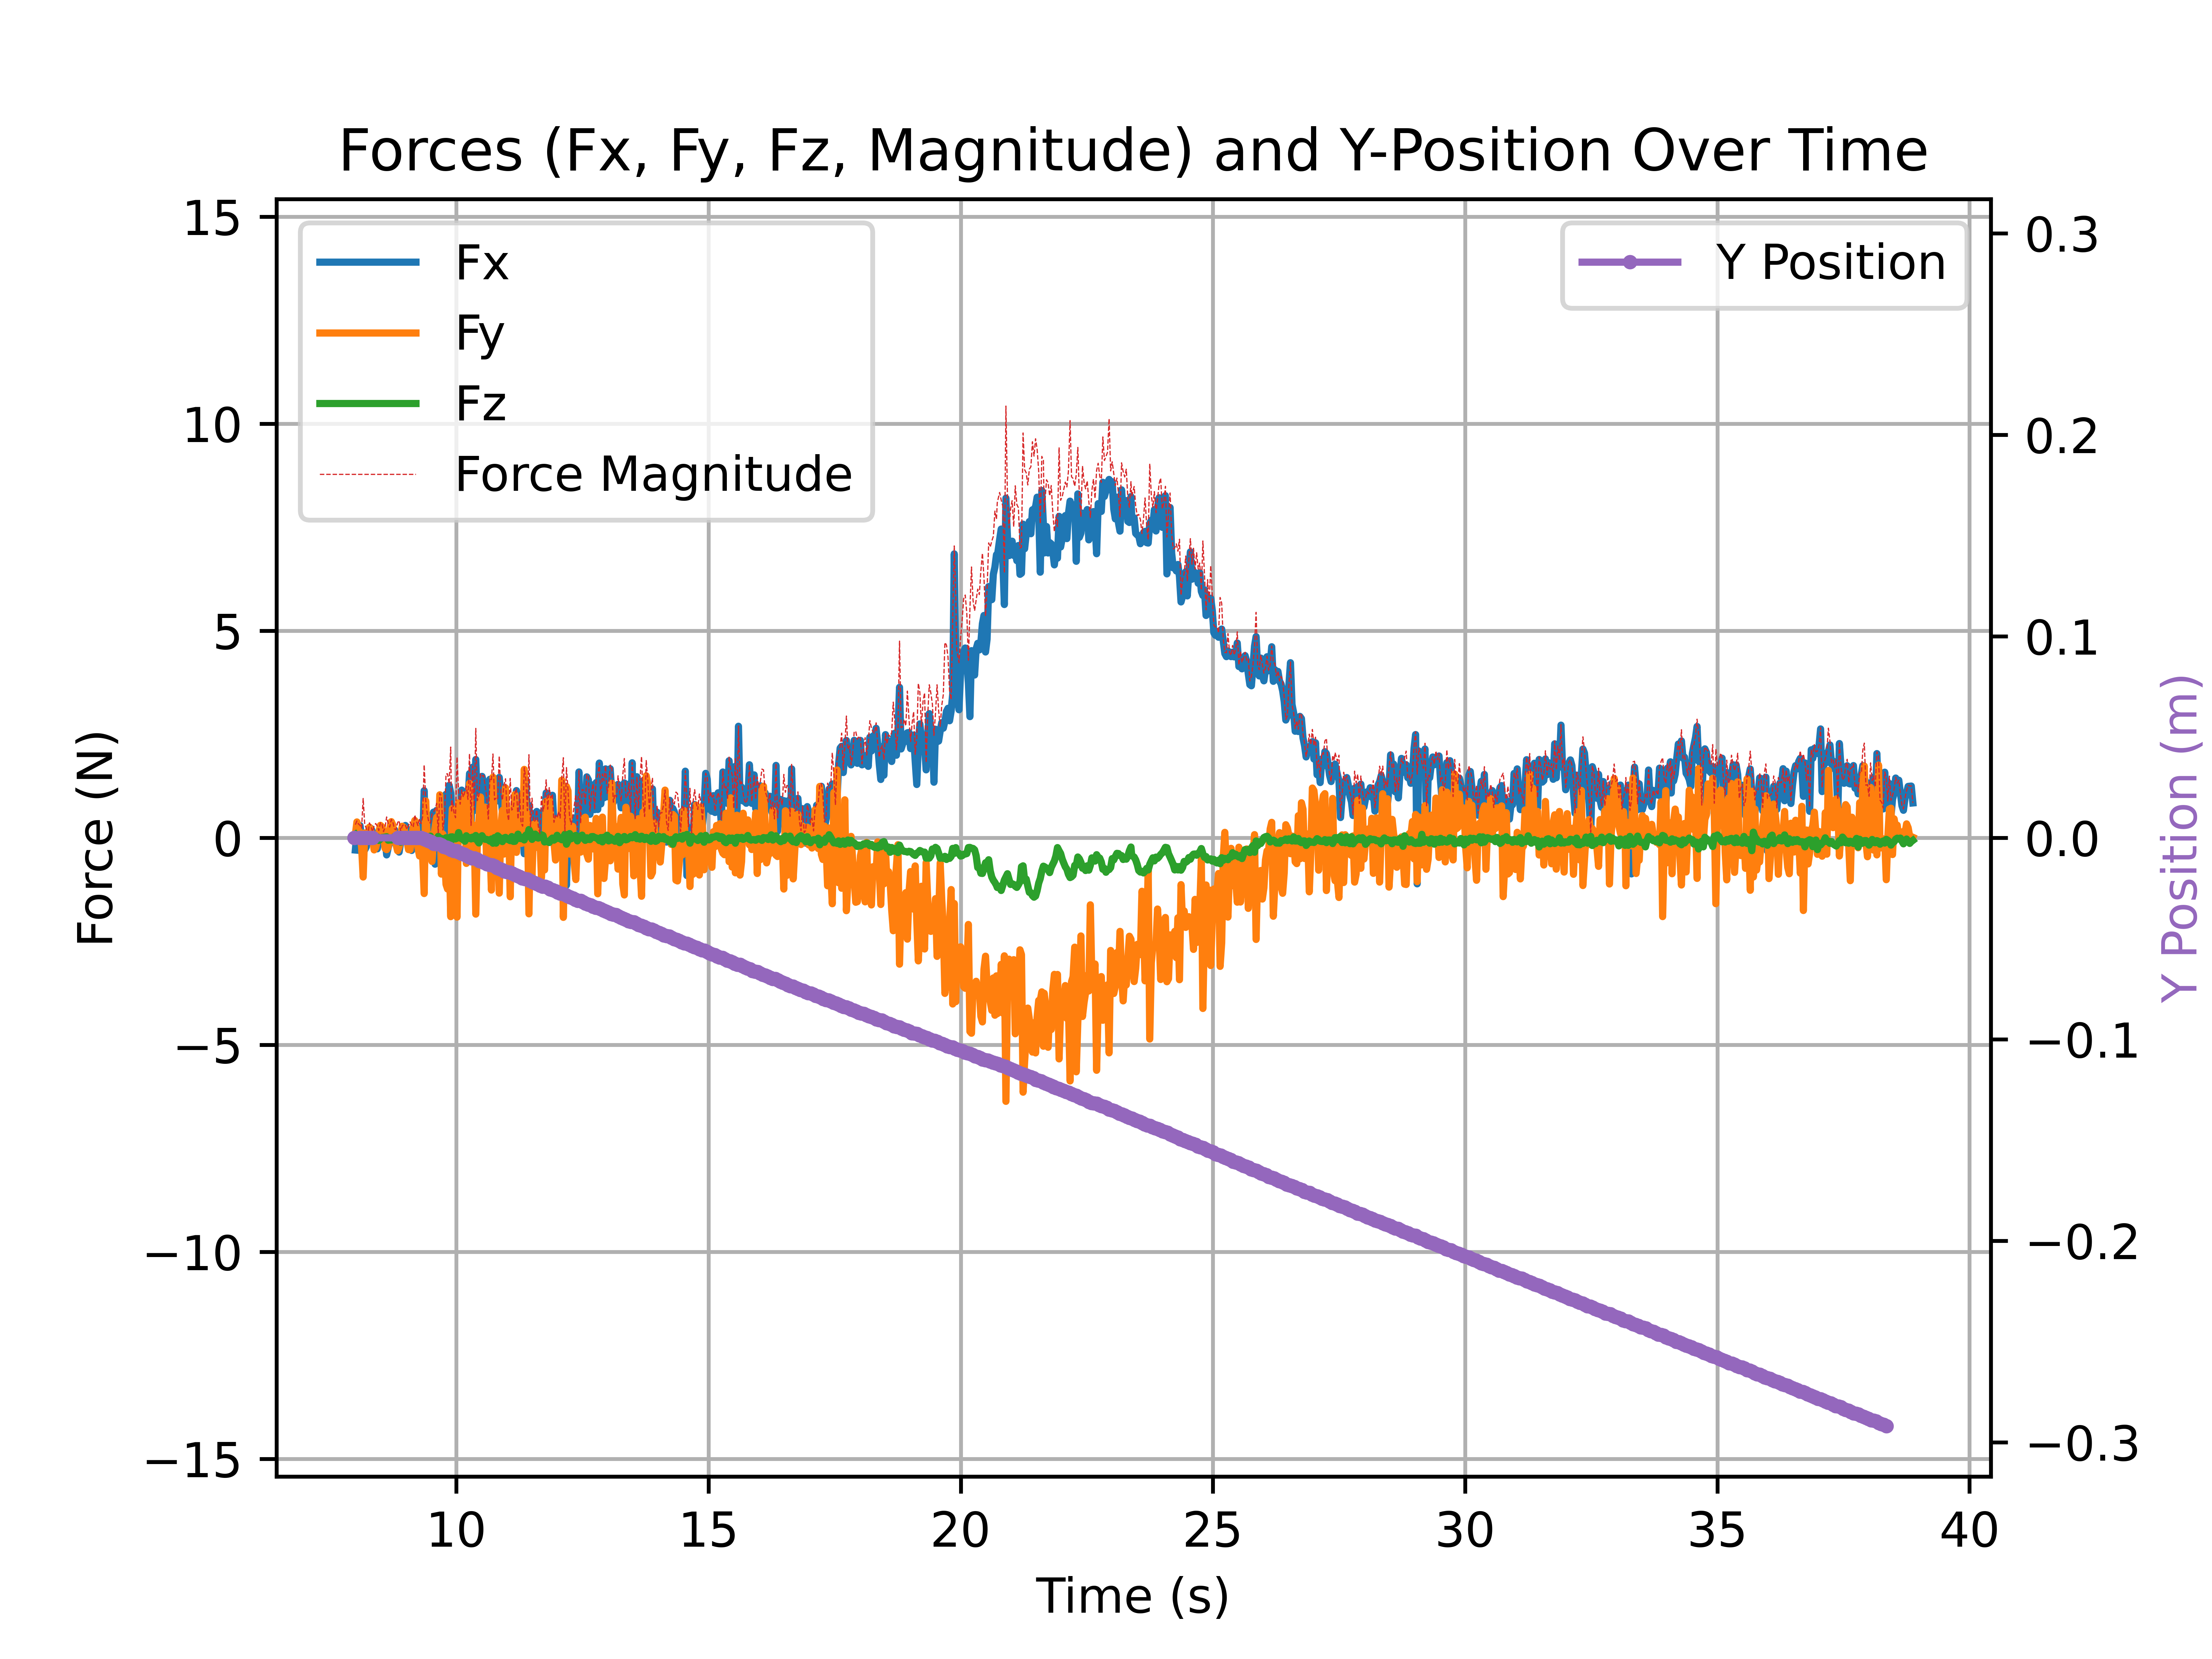 Forces (Fx, Fy, Fz, Magnitude) and Y-Position Over Time
Fx
Fy
Fz
Force Magnitude
Y Position
15
10
5
0
−5
−10
−15
Force (N)
0.3
0.2
0.1
0.0
−0.1
−0.2
−0.3
Y Position (m)
10
15
20
25
30
35
40
Time (s)